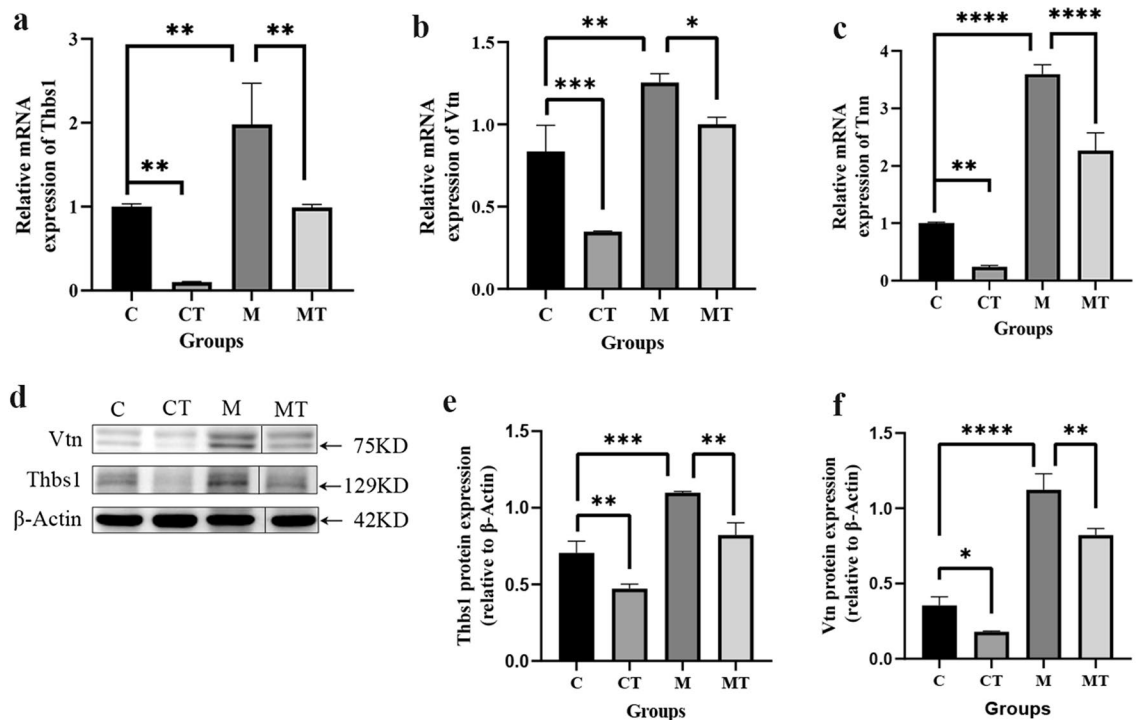 a
Relative mRNA
expression of Thbs1
3
2
1
0
**
**
**
C CT M MT
Groups
b
Relative mRNA
expression of Vtn
1.5
1.0
0.5
0.0
**
*
***
C CT M MT
Groups
c
Relative mRNA
expression of Tnn
4
2
1
0
****
****
**
C CT M MT
Groups
d
C CT M MT
Vtn ← 75KD
Thbs1 ← 129KD
β-Actin ← 42KD
e
Thbs1 protein expression
(relative to β-Actin)
1.5
1.0
0.5
0.0
***
**
**
C CT M MT
Groups
f
Vtn protein expression
(relative to β-Actin)
1.5
1.0
0.5
0.0
****
**
*
C CT M MT
Groups